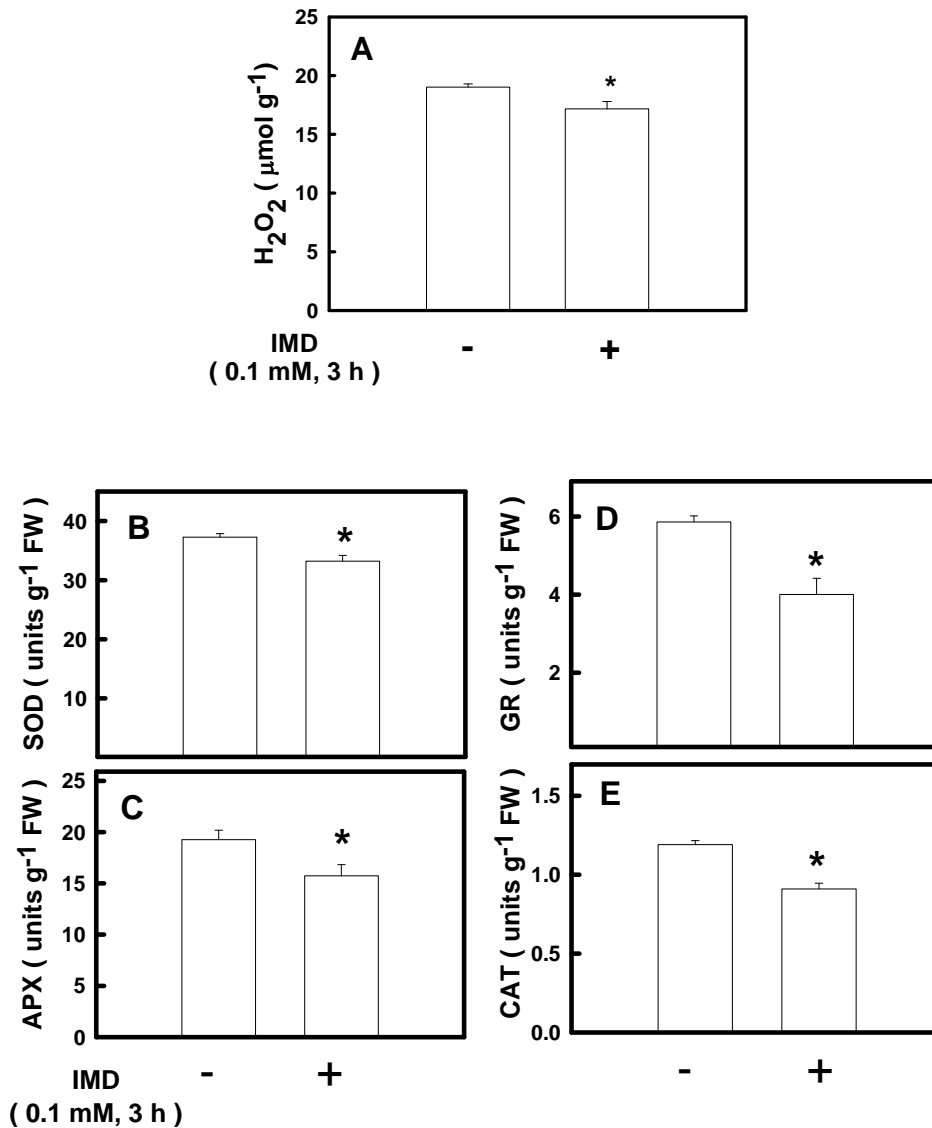 A
H₂O₂ ( μmol g⁻¹)
25
20
15
10
5
0
*
IMD
( 0.1 mM, 3 h )
-
+
B
SOD ( units g⁻¹ FW )
40
30
20
10
*
D
GR ( units g⁻¹ FW )
6
4
2
*
C
APX ( units g⁻¹ FW )
25
20
15
10
5
0
*
E
CAT ( units g⁻¹ FW )
1.5
1.0
0.5
0.0
*
IMD
( 0.1 mM, 3 h )
-
+
-
+